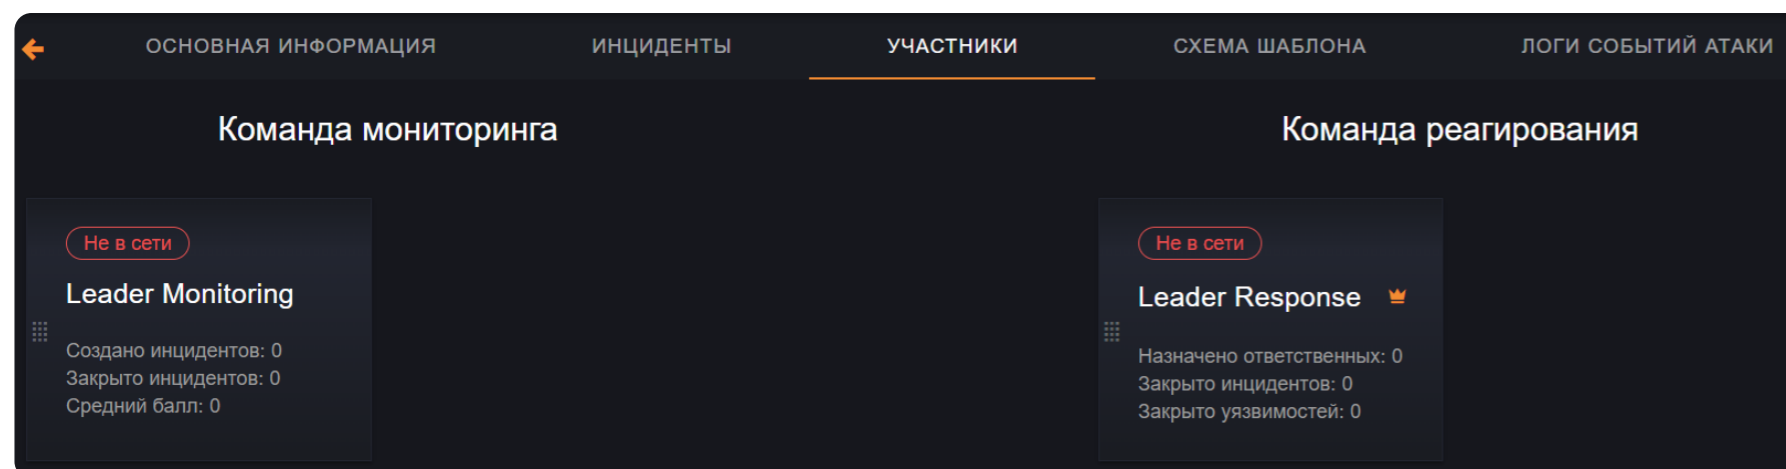 ОСНОВНАЯ ИНФОРМАЦИЯ ИНЦИДЕНТЫ УЧАСТНИКИ СХЕМА ШАБЛОНА ЛОГИ СОБЫТИЙ АТАКИ
Команда мониторинга
Не в сети
Leader Monitoring
Создано инцидентов: 0
Закрыто инцидентов: 0
Средний балл: 0
Команда реагирования
Не в сети
Leader Response
Назначено ответственных: 0
Закрыто инцидентов: 0
Закрыто уязвимостей: 0